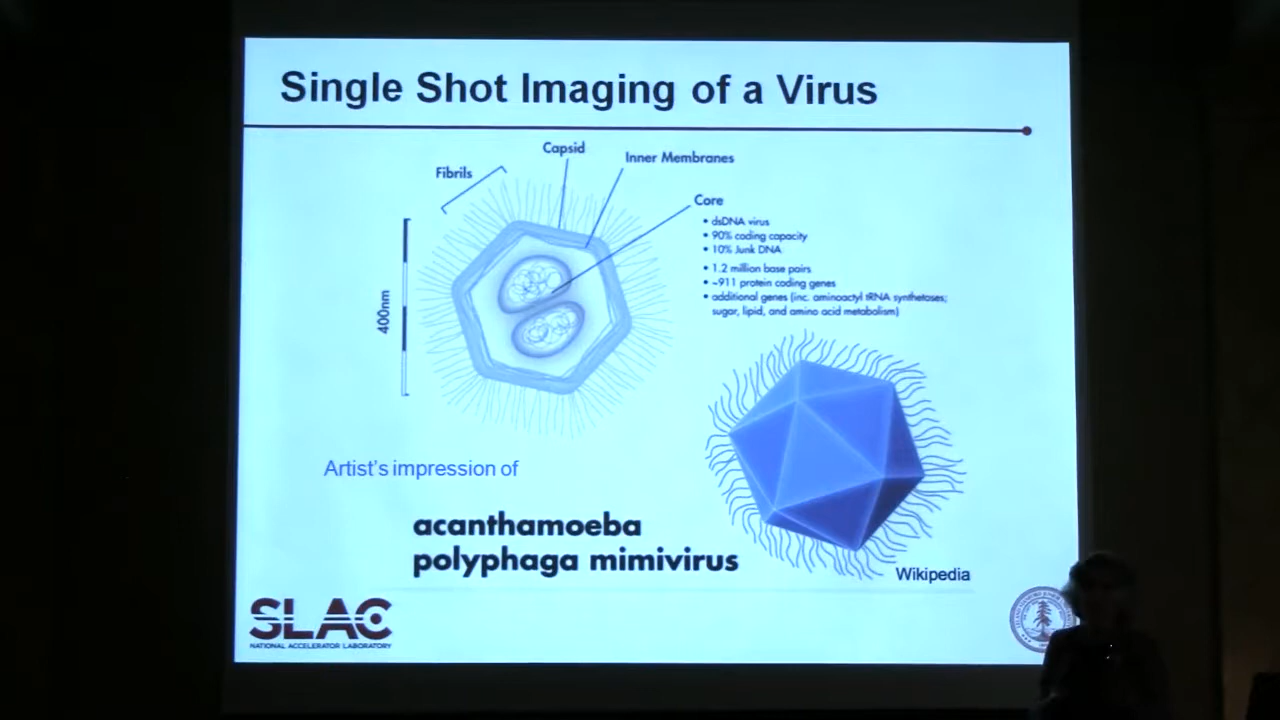 Single Shot Imaging of a Virus
Capsid
Inner Membranes
Fibrils
Core
• dsDNA virus
• 90% coding capacity
• 10% Junk DNA
• 1.2 million base pairs
• ~911 protein coding genes
• additional genes (inc. aminoactyl tRNA synthetases;
sugar, lipid, and amino acid metabolism)
400nm
Artist's impression of
acanthamoeba
polyphaga mimivirus
Wikipedia
SLAC
NATIONAL ACCELERATOR LABORATORY